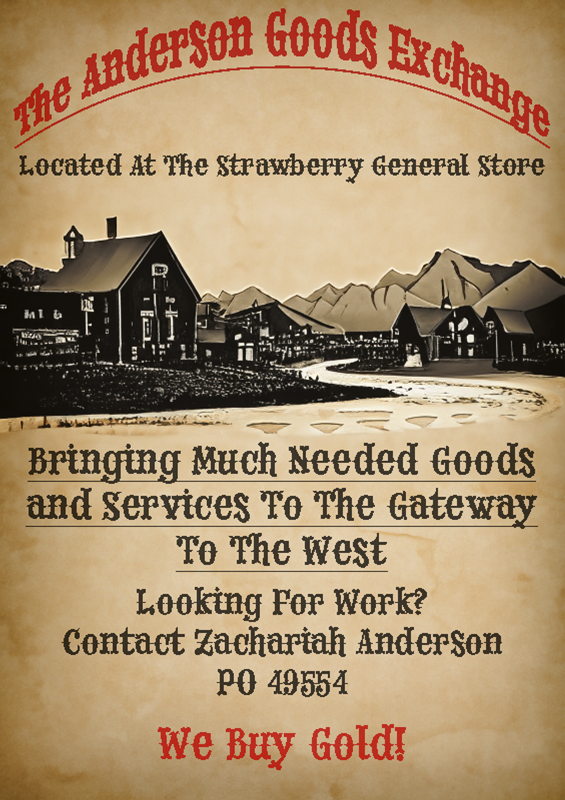 The Anderson Goods Exchange
Located At The Strawberry General Store
Bringing Much Needed Goods
and Services To The Gateway
To The West
Looking For Work?
Contact Zachariah Anderson
PO 49554
We Buy Gold!